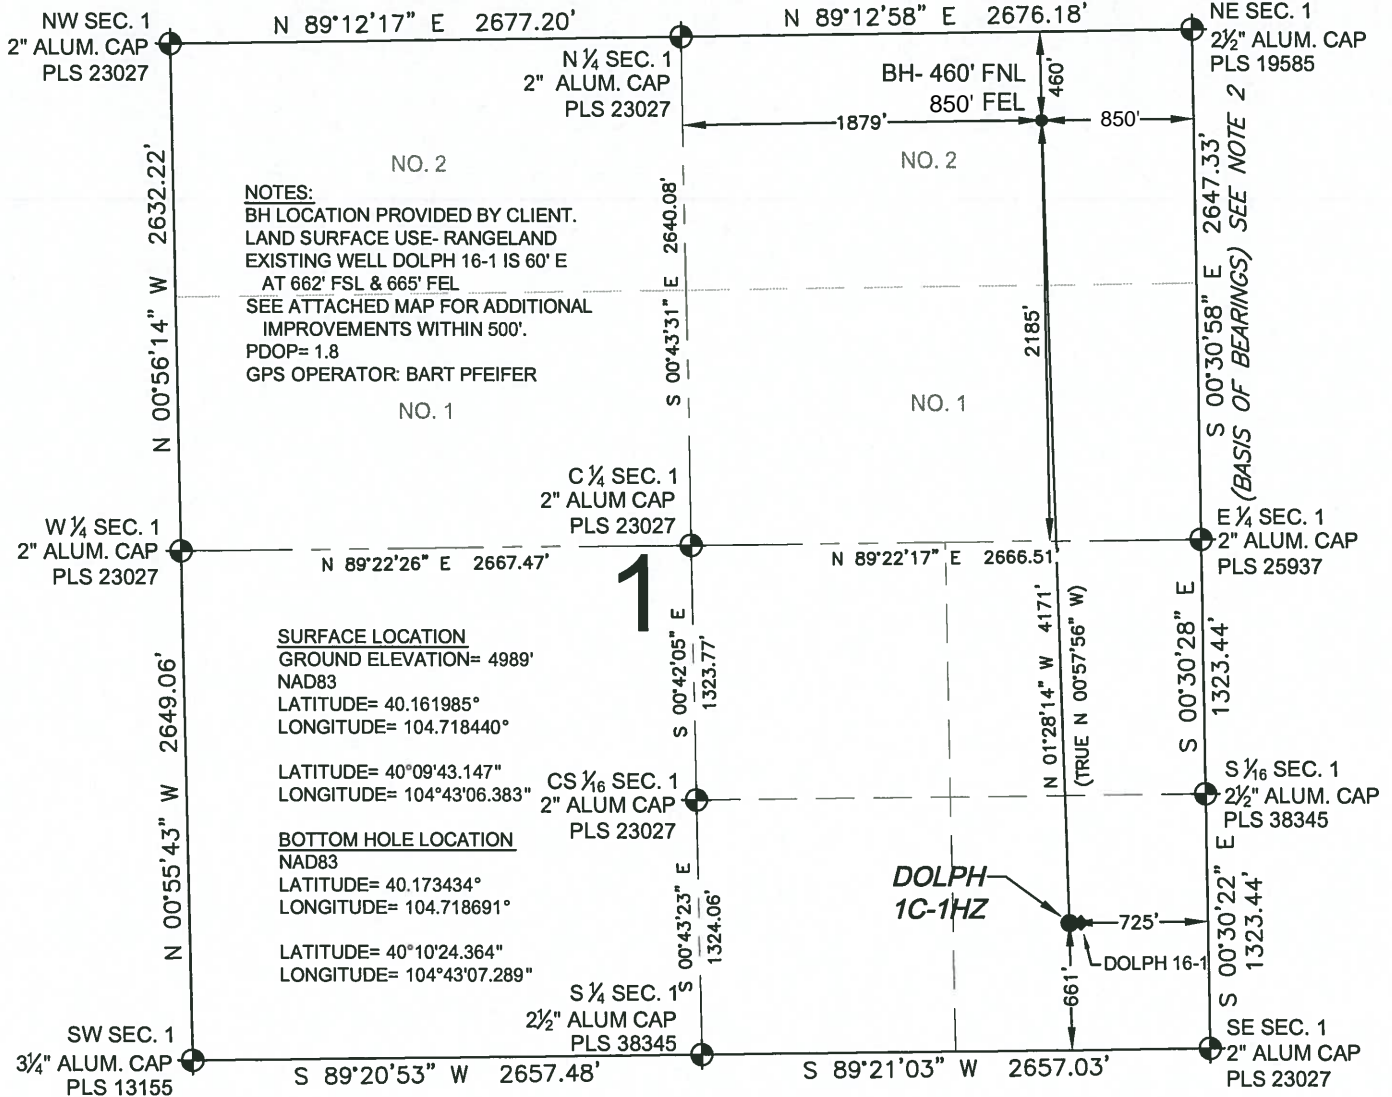 NW SEC. 1
2" ALUM. CAP
PLS 23027
N 89°12'17" E 2677.20'
N 89°12'58" E 2676.18'
NE SEC. 1
2½" ALUM. CAP
PLS 19585
N ¼ SEC. 1
2" ALUM. CAP
PLS 23027
BH- 460' FNL
850' FEL
460'
1879'
850'
NO. 2
NO. 2
N 00°56'14" W 2632.22'
NOTES:
BH LOCATION PROVIDED BY CLIENT.
LAND SURFACE USE- RANGELAND
EXISTING WELL DOLPH 16-1 IS 60' E
AT 662' FSL & 665' FEL
SEE ATTACHED MAP FOR ADDITIONAL
IMPROVEMENTS WITHIN 500'.
PDOP= 1.8
GPS OPERATOR: BART PFEIFER
S 00°43'31" E 2640.08'
2185'
S 00°30'58" E 2647.33'
(BASIS OF BEARINGS) SEE NOTE 2
NO. 1
NO. 1
C ¼ SEC. 1
2" ALUM CAP
PLS 23027
W ¼ SEC. 1
2" ALUM. CAP
PLS 23027
E ¼ SEC. 1
2" ALUM. CAP
PLS 25937
N 89°22'26" E 2667.47'
1
N 89°22'17" E 2666.51'
N 00°55'43" W 2649.06'
SURFACE LOCATION
GROUND ELEVATION= 4989'
NAD83
LATITUDE= 40.161985°
LONGITUDE= 104.718440°
LATITUDE= 40°09'43.147"
LONGITUDE= 104°43'06.383"
S 00°42'05" E
1323.77'
N 01°28'14" W 4171'
(TRUE N 00°57'56" W)
S 00°30'28" E
1323.44'
CS 1⁄16 SEC. 1
2" ALUM CAP
PLS 23027
S 1⁄16 SEC. 1
2½" ALUM. CAP
PLS 38345
BOTTOM HOLE LOCATION
NAD83
LATITUDE= 40.173434°
LONGITUDE= 104.718691°
LATITUDE= 40°10'24.364"
LONGITUDE= 104°43'07.289"
S 00°43'23" E
1324.06'
DOLPH
1C-1HZ
725'
DOLPH 16-1
661'
S 00°30'22" E
1323.44'
S ¼ SEC. 1
2½" ALUM CAP
PLS 38345
SW SEC. 1
3¼" ALUM. CAP
PLS 13155
SE SEC. 1
2" ALUM CAP
PLS 23027
S 89°20'53" W 2657.48'
S 89°21'03" W 2657.03'